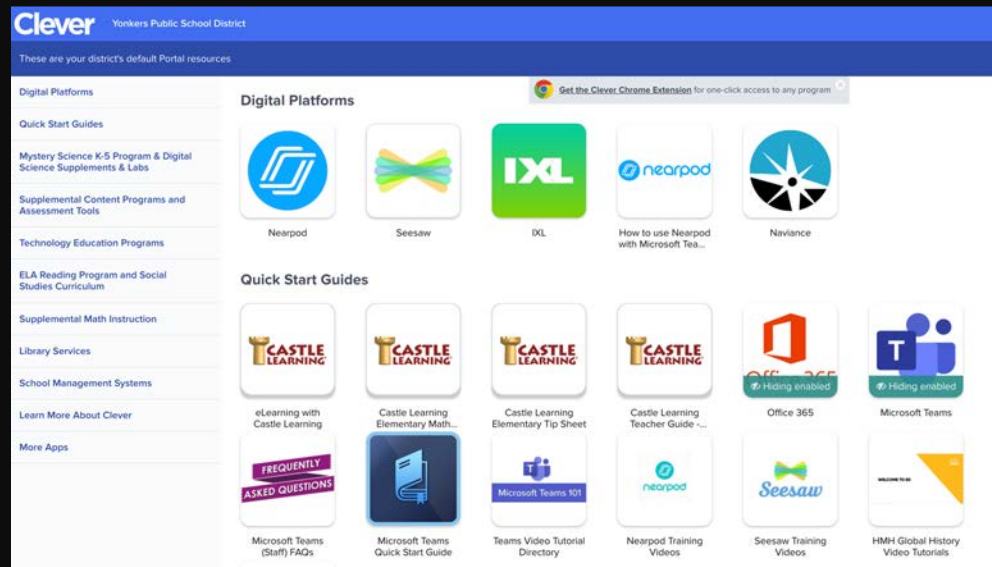 Clever Yonkers Public School District
These are your district's default Portal resources
Digital Platforms
Quick Start Guides
Mystery Science K-5 Program & Digital
Science Supplements & Labs
Supplemental Content Programs and
Assessment Tools
Technology Education Programs
ELA Reading Program and Social
Studies Curriculum
Supplemental Math Instruction
Library Services
School Management Systems
Learn More About Clever
More Apps
Get the Clever Chrome Extension for one-click access to any program
Digital Platforms
IXL
nearpod
Nearpod
Seesaw
IXL
How to use Nearpod
with Microsoft Tea...
Naviance
Quick Start Guides
CASTLE
LEARNING
CASTLE
LEARNING
CASTLE
LEARNING
CASTLE
LEARNING
Office 365
Hiding enabled
T
Hiding enabled
eLearning with
Castle Learning
Castle Learning
Elementary Math...
Castle Learning
Elementary Tip Sheet
Castle Learning
Teacher Guide -...
Office 365
Microsoft Teams
FREQUENTLY
ASKED QUESTIONS
T
Microsoft Teams 101
nearpod
Seesaw
WELCOME TO ED
Microsoft Teams
(Staff) FAQs
Microsoft Teams
Quick Start Guide
Teams Video Tutorial
Directory
Nearpod Training
Videos
Seesaw Training
Videos
HMH Global History
Video Tutorials